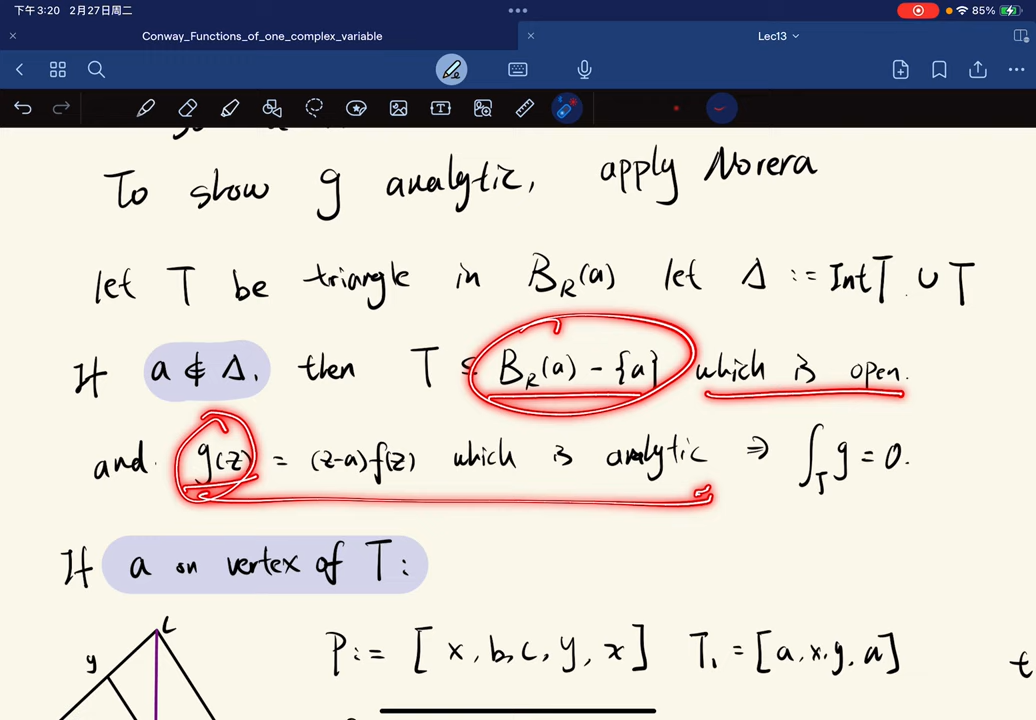 下午3:20 2月27日周二
85%
Conway_Functions_of_one_complex_variable
Lec13
To show g analytic, apply Morera
let T be triangle in B_R(a) let Δ := Int T ∪ T
If a ∉ Δ, then T ⊆ B_R(a) - {a} which is open.
and g(z) = (z-a)f(z) which is analytic ⇒ ∫_T g = 0.
If a on vertex of T:
P := [x, b, c, y, x] T_1 = [a, x, y, a]
c
y